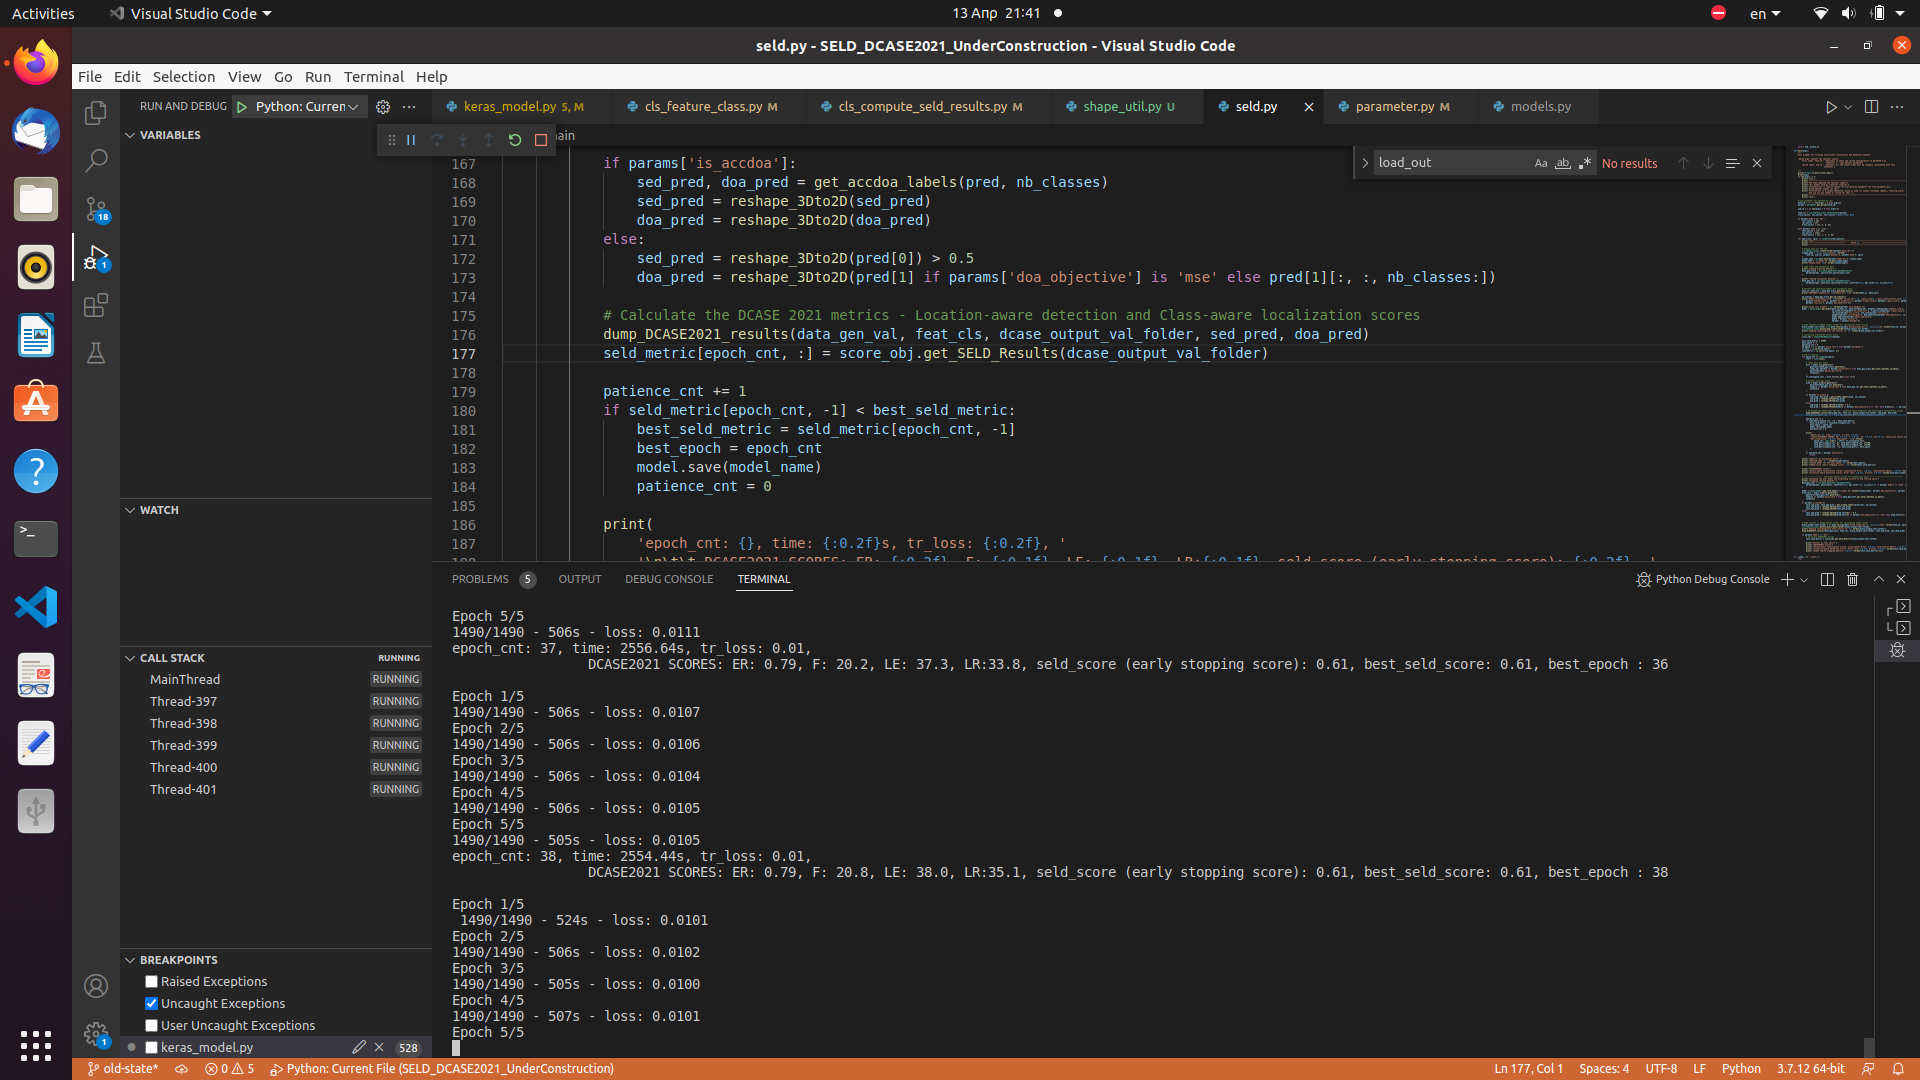 Activities
Visual Studio Code
13 Απρ 21:41
en
seld.py - SELD_DCASE2021_UnderConstruction - Visual Studio Code
File Edit Selection View Go Run Terminal Help
RUN AND DEBUG
Python: Curren
keras_model.py 5, M
cls_feature_class.py M
cls_compute_seld_results.py M
shape_util.py U
seld.py
parameter.py M
models.py
VARIABLES
ain
load_out
Aa
ab
No results
167 if params['is_accdoa']:
168 sed_pred, doa_pred = get_accdoa_labels(pred, nb_classes)
169 sed_pred = reshape_3Dto2D(sed_pred)
170 doa_pred = reshape_3Dto2D(doa_pred)
171 else:
172 sed_pred = reshape_3Dto2D(pred[0]) > 0.5
173 doa_pred = reshape_3Dto2D(pred[1] if params['doa_objective'] is 'mse' else pred[1][:, :, nb_classes:])
174
175 # Calculate the DCASE 2021 metrics - Location-aware detection and Class-aware localization scores
176 dump_DCASE2021_results(data_gen_val, feat_cls, dcase_output_val_folder, sed_pred, doa_pred)
177 seld_metric[epoch_cnt, :] = score_obj.get_SELD_Results(dcase_output_val_folder)
178
179 patience_cnt += 1
180 if seld_metric[epoch_cnt, -1] < best_seld_metric:
181 best_seld_metric = seld_metric[epoch_cnt, -1]
182 best_epoch = epoch_cnt
183 model.save(model_name)
184 patience_cnt = 0
185
186 print(
187 'epoch_cnt: {}, time: {:0.2f}s, tr_loss: {:0.2f}, '
18
1
1
WATCH
CALL STACK RUNNING
MainThread RUNNING
Thread-397 RUNNING
Thread-398 RUNNING
Thread-399 RUNNING
Thread-400 RUNNING
Thread-401 RUNNING
BREAKPOINTS
Raised Exceptions
Uncaught Exceptions
User Uncaught Exceptions
keras_model.py 528
PROBLEMS 5 OUTPUT DEBUG CONSOLE TERMINAL
Python Debug Console
Epoch 5/5
1490/1490 - 506s - loss: 0.0111
epoch_cnt: 37, time: 2556.64s, tr_loss: 0.01,
DCASE2021 SCORES: ER: 0.79, F: 20.2, LE: 37.3, LR:33.8, seld_score (early stopping score): 0.61, best_seld_score: 0.61, best_epoch : 36
Epoch 1/5
1490/1490 - 506s - loss: 0.0107
Epoch 2/5
1490/1490 - 506s - loss: 0.0106
Epoch 3/5
1490/1490 - 506s - loss: 0.0104
Epoch 4/5
1490/1490 - 506s - loss: 0.0105
Epoch 5/5
1490/1490 - 505s - loss: 0.0105
epoch_cnt: 38, time: 2554.44s, tr_loss: 0.01,
DCASE2021 SCORES: ER: 0.79, F: 20.8, LE: 38.0, LR:35.1, seld_score (early stopping score): 0.61, best_seld_score: 0.61, best_epoch : 38
Epoch 1/5
1490/1490 - 524s - loss: 0.0101
Epoch 2/5
1490/1490 - 506s - loss: 0.0102
Epoch 3/5
1490/1490 - 505s - loss: 0.0100
Epoch 4/5
1490/1490 - 507s - loss: 0.0101
Epoch 5/5
old-state*
0 5
Python: Current File (SELD_DCASE2021_UnderConstruction)
Ln 177, Col 1
Spaces: 4
UTF-8
LF
Python
3.7.12 64-bit